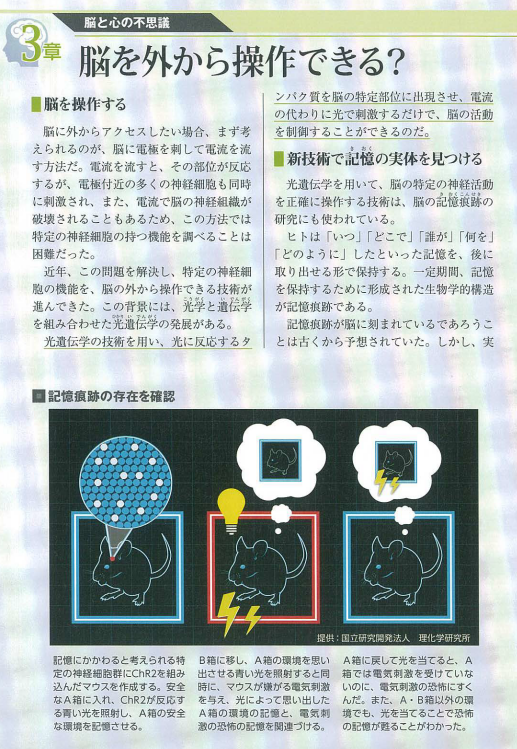 脳と心の不思議
3章
脳を外から操作できる?
脳を操作する
脳に外からアクセスしたい場合、まず考
えられるのが、脳に電極を刺して電流を流
す方法だ。電流を流すと、その部位が反応
するが、電極付近の多くの神経細胞も同時
に刺激され、また、電流で脳の神経組織が
破壊されることもあるため、この方法では
特定の神経細胞の持つ機能を調べることは
困難だった。
近年、この問題を解決し、特定の神経細
胞の機能を、脳の外から操作できる技術が
進んできた。この背景には、光学と遺伝学
を組み合わせた光遺伝学の発展がある。
光遺伝学の技術を用い、光に反応するタ
ンパク質を脳の特定部位に出現させ、電流
の代わりに光で刺激するだけで、脳の活動
を制御することができるのだ。
新技術で記憶の実体を見つける
光遺伝学を用いて、脳の特定の神経活動
を正確に操作する技術は、脳の記憶痕跡の
研究にも使われている。
ヒトは「いつ」「どこで」「誰が」「何を」
「どのように」したといった記憶を、後に
取り出せる形で保持する。一定期間、記憶
を保持するために形成された生物学的構造
が記憶痕跡である。
記憶痕跡が脳に刻まれているであろうこ
とは古くから予想されていた。しかし、実
記憶痕跡の存在を確認
提供:国立研究開発法人 理化学研究所
記憶にかかわると考えられる特
定の神経細胞群にChR2を組み
込んだマウスを作成する。安全
なA箱に入れ、ChR2が反応す
る青い光を照射し、A箱の安全
な環境を記憶させる。
B箱に移し、A箱の環境を思い
出させる青い光を照射すると同
時に、マウスが嫌がる電気刺激
を与え、光によって思い出した
A箱の環境の記憶と、電気刺
激の恐怖の記憶を関連づける。
A箱に戻して光を当てると、A
箱では電気刺激を受けていな
いのに、電気刺激の恐怖にすく
んだ。また、A・B箱以外の環
境でも、光を当てることで恐怖
の記憶が甦ることがわかった。